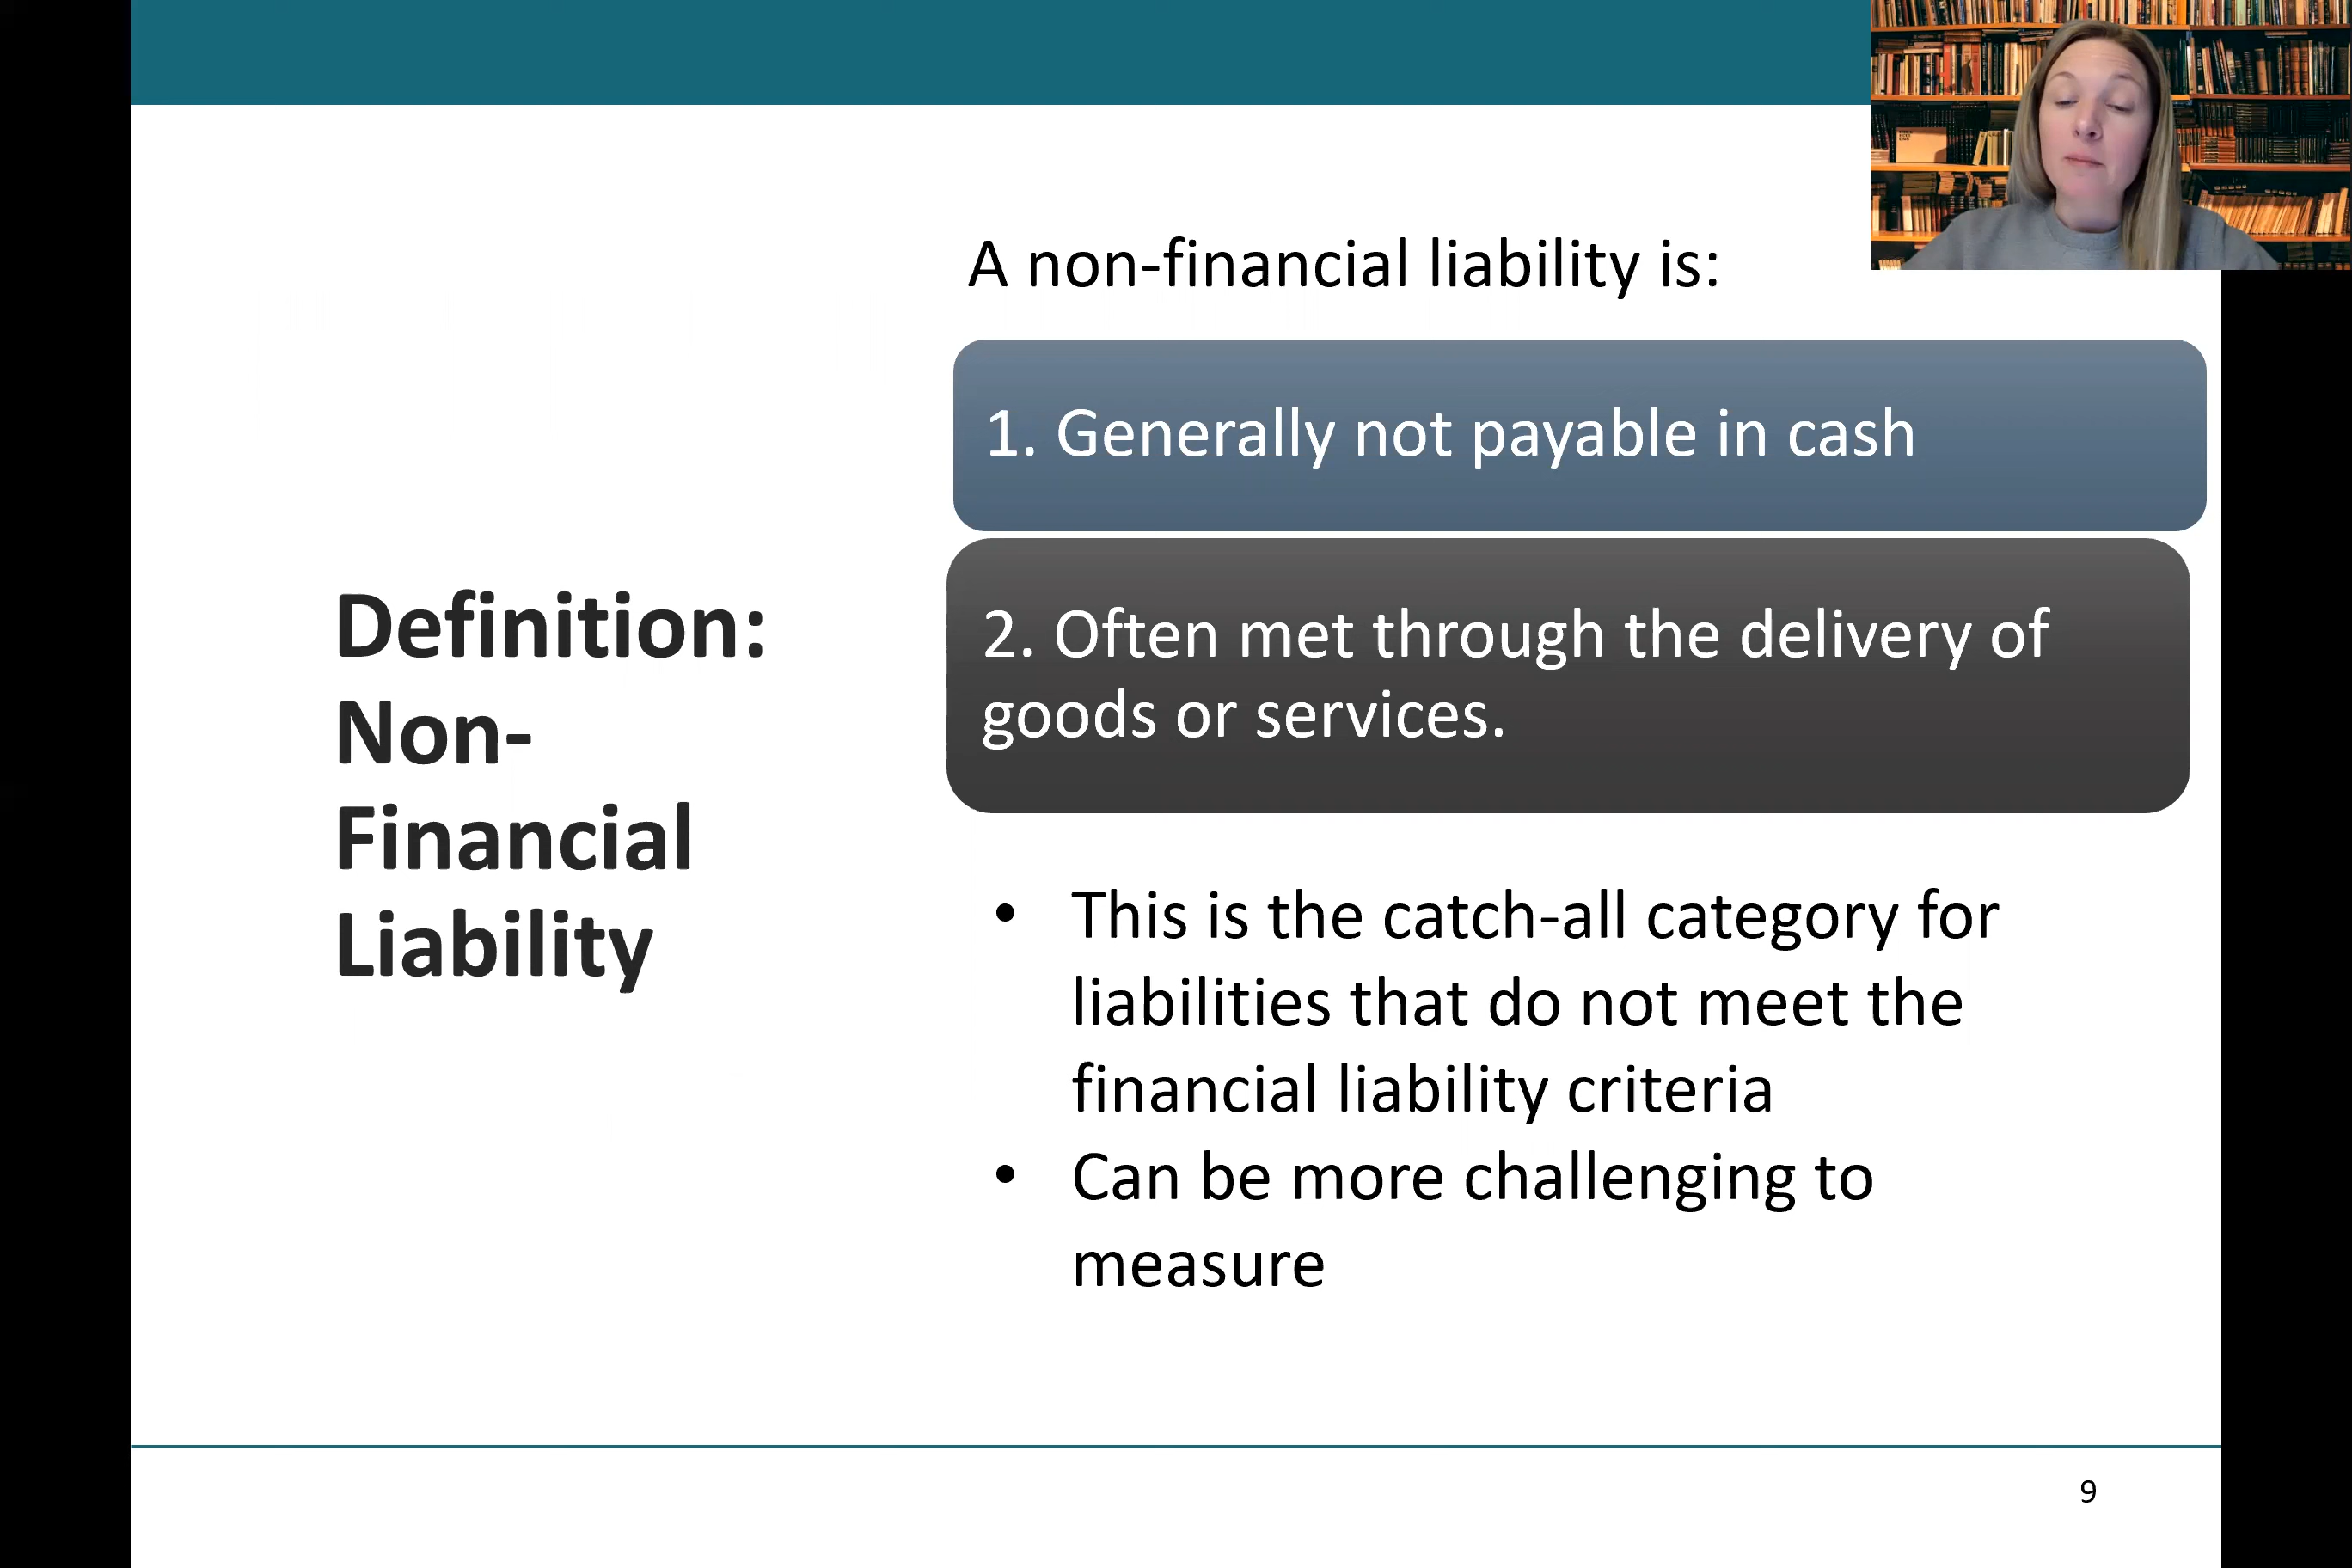 A non-financial liability is:
1. Generally not payable in cash
2. Often met through the delivery of
goods or services.
Definition:
Non-
Financial
Liability
• This is the catch-all category for
liabilities that do not meet the
financial liability criteria
• Can be more challenging to
measure
9